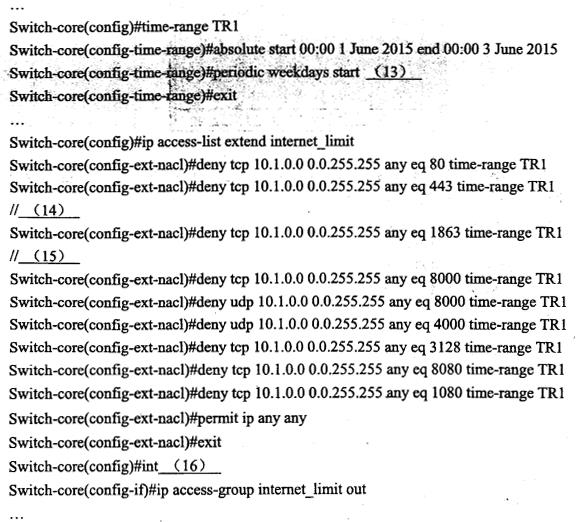 ...
Switch-core(config)#time-range TR1
Switch-core(config-time-range)#absolute start 00:00 1 June 2015 end 00:00 3 June 2015
Switch-core(config-time-range)#periodic weekdays start (13)
Switch-core(config-time-range)#exit
...
Switch-core(config)#ip access-list extend internet_limit
Switch-core(config-ext-nacl)#deny tcp 10.1.0.0 0.0.255.255 any eq 80 time-range TR1
Switch-core(config-ext-nacl)#deny tcp 10.1.0.0 0.0.255.255 any eq 443 time-range TR1
// (14)
Switch-core(config-ext-nacl)#deny tcp 10.1.0.0 0.0.255.255 any eq 1863 time-range TR1
// (15)
Switch-core(config-ext-nacl)#deny tcp 10.1.0.0 0.0.255.255 any eq 8000 time-range TR1
Switch-core(config-ext-nacl)#deny udp 10.1.0.0 0.0.255.255 any eq 8000 time-range TR1
Switch-core(config-ext-nacl)#deny udp 10.1.0.0 0.0.255.255 any eq 4000 time-range TR1
Switch-core(config-ext-nacl)#deny tcp 10.1.0.0 0.0.255.255 any eq 3128 time-range TR1
Switch-core(config-ext-nacl)#deny tcp 10.1.0.0 0.0.255.255 any eq 8080 time-range TR1
Switch-core(config-ext-nacl)#deny tcp 10.1.0.0 0.0.255.255 any eq 1080 time-range TR1
Switch-core(config-ext-nacl)#permit ip any any
Switch-core(config-ext-nacl)#exit
Switch-core(config)#int (16)
Switch-core(config-if)#ip access-group internet_limit out
...